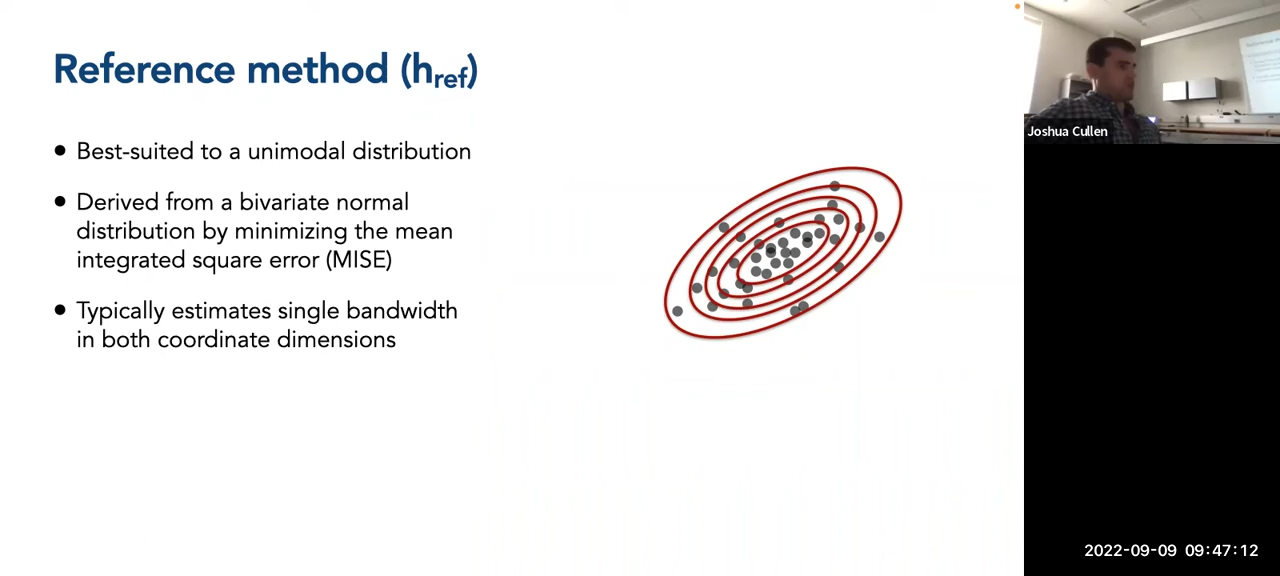 Reference method (href)
• Best-suited to a unimodal distribution
• Derived from a bivariate normal
distribution by minimizing the mean
integrated square error (MISE)
• Typically estimates single bandwidth
in both coordinate dimensions
Joshua Cullen
2022-09-09 09:47:12